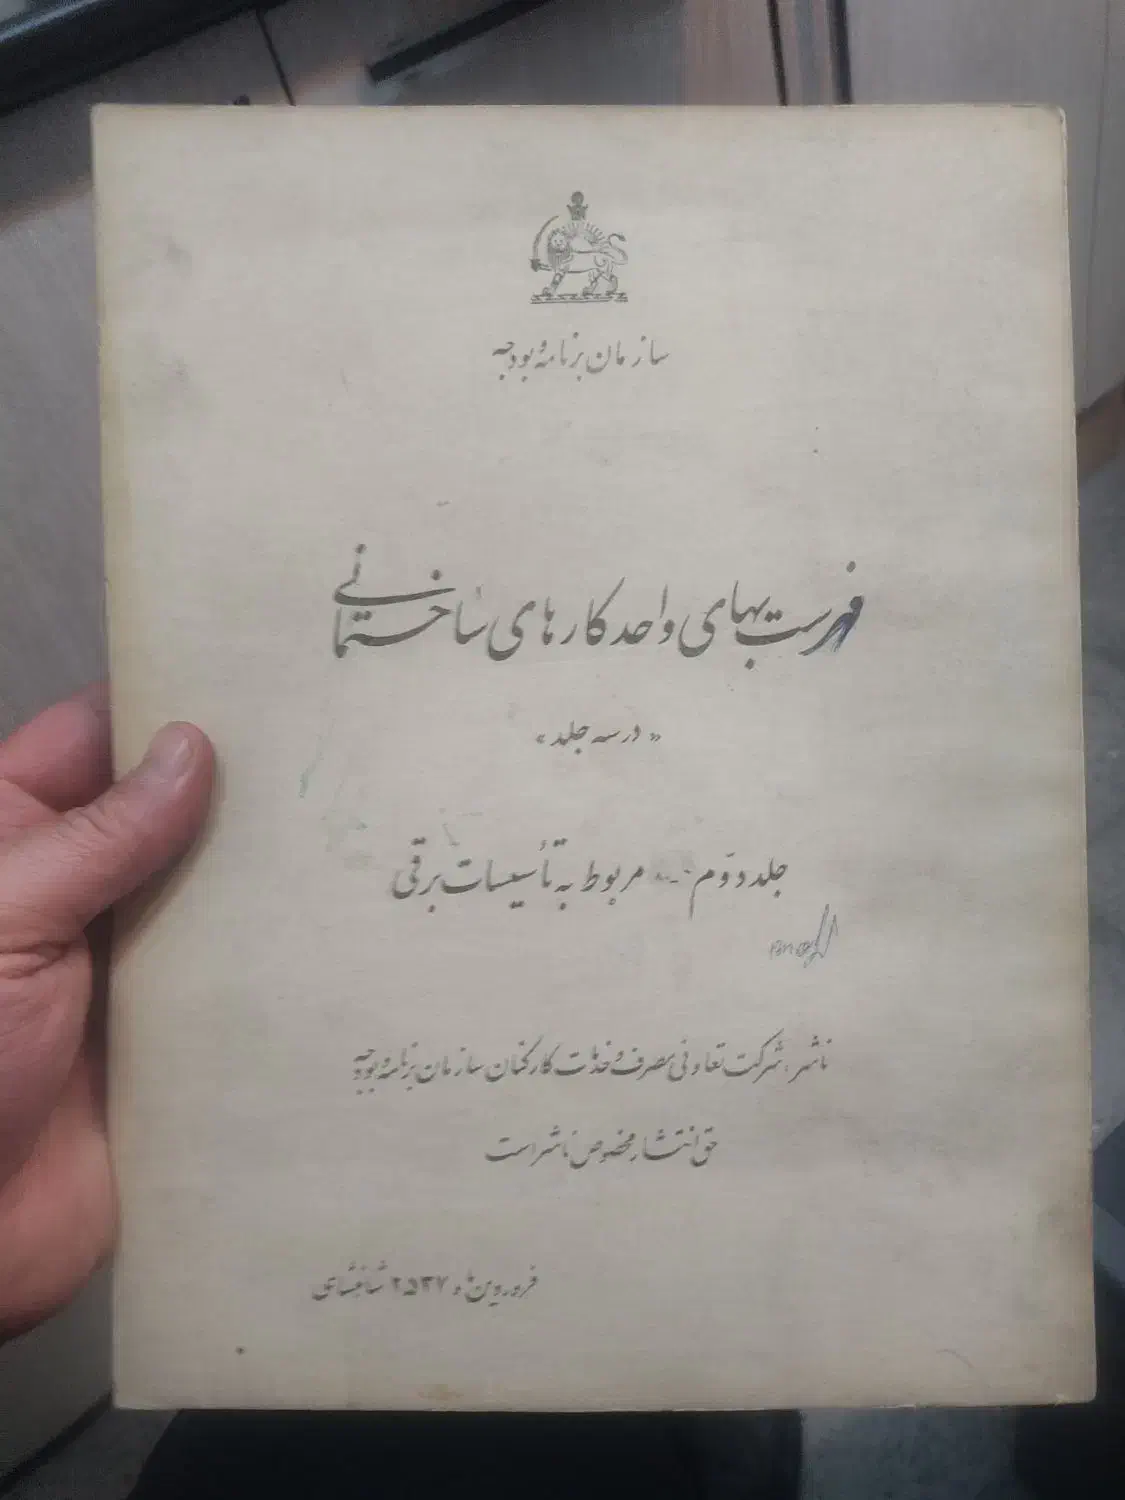 سازمان برنامه و بودجه
فهرست بهای واحد کارهای ساختمانی
« در سه جلد »
جلد دوم -- مربوط به تأسیسات برقی
ناشر : شرکت تعاونی مصرف و خدمات کارکنان سازمان برنامه و بودجه
حق انتشار مخصوص ناشر است
فروردین ماه ۲۵۳۷ شاهنشاهی